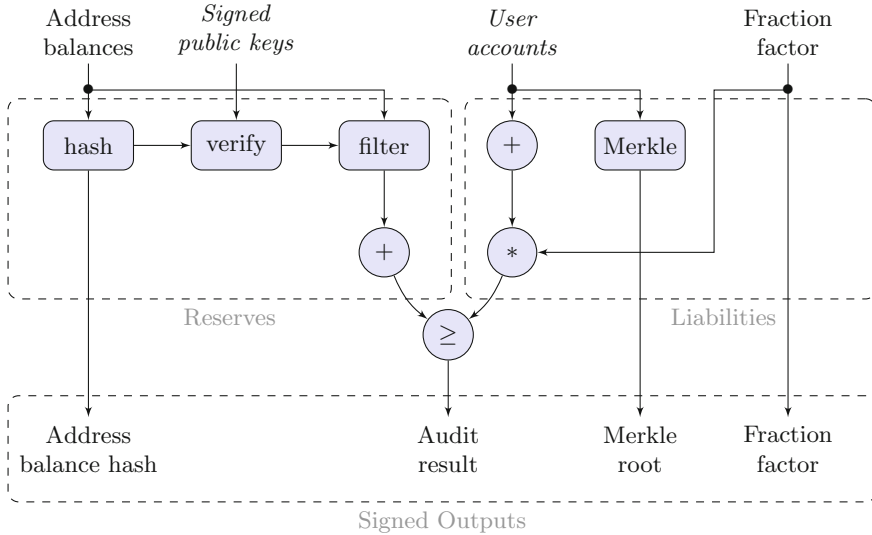 Address
balances
Signed
public keys
User
accounts
Fraction
factor
hash
verify
filter
+
Merkle
+
*
Reserves
Liabilities
≥
Address
balance hash
Audit
result
Merkle
root
Fraction
factor
Signed Outputs